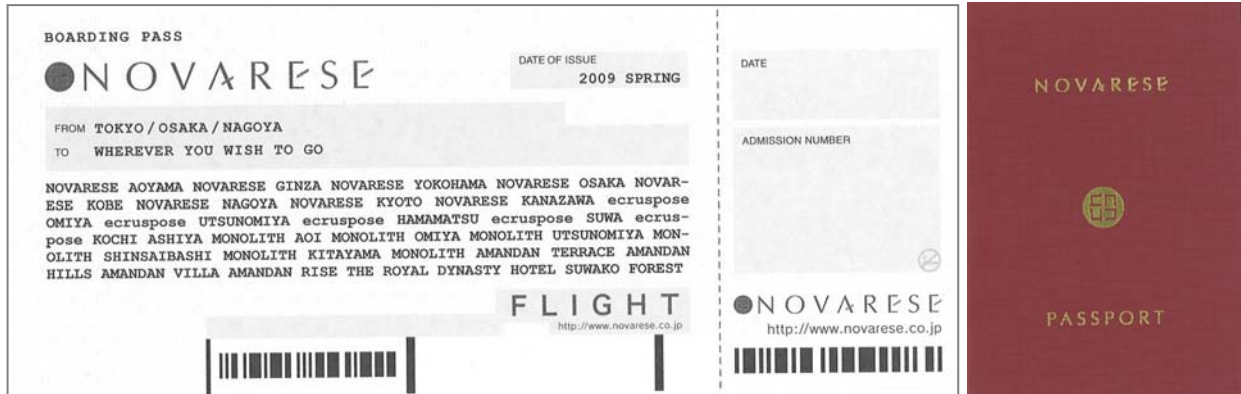 BOARDING PASS
NOVARESE
DATE OF ISSUE
2009 SPRING
FROM TOKYO/OSAKA/NAGOYA
TO WHEREVER YOU WISH TO GO
NOVARESE AOYAMA NOVARESE GINZA NOVARESE YOKOHAMA NOVARESE OSAKA NOVAR-
ESE KOBE NOVARESE NAGOYA NOVARESE KYOTO NOVARESE KANAZAWA ecruspose
OMIYA ecruspose UTSUNOMIYA ecruspose HAMAMATSU ecruspose SUWA ecrus-
pose KOCHI ASHIYA MONOLITH AOI MONOLITH OMIYA MONOLITH UTSUNOMIYA MON-
OLITH SHINSAIBASHI MONOLITH KITAYAMA MONOLITH AMANDAN TERRACE AMANDAN
HILLS AMANDAN VILLA AMANDAN RISE THE ROYAL DYNASTY HOTEL SUWAKO FOREST
FLIGHT
http://www.novarese.co.jp
DATE
ADMISSION NUMBER
NOVARESE
http://www.novarese.co.jp
NOVARESE
PASSPORT